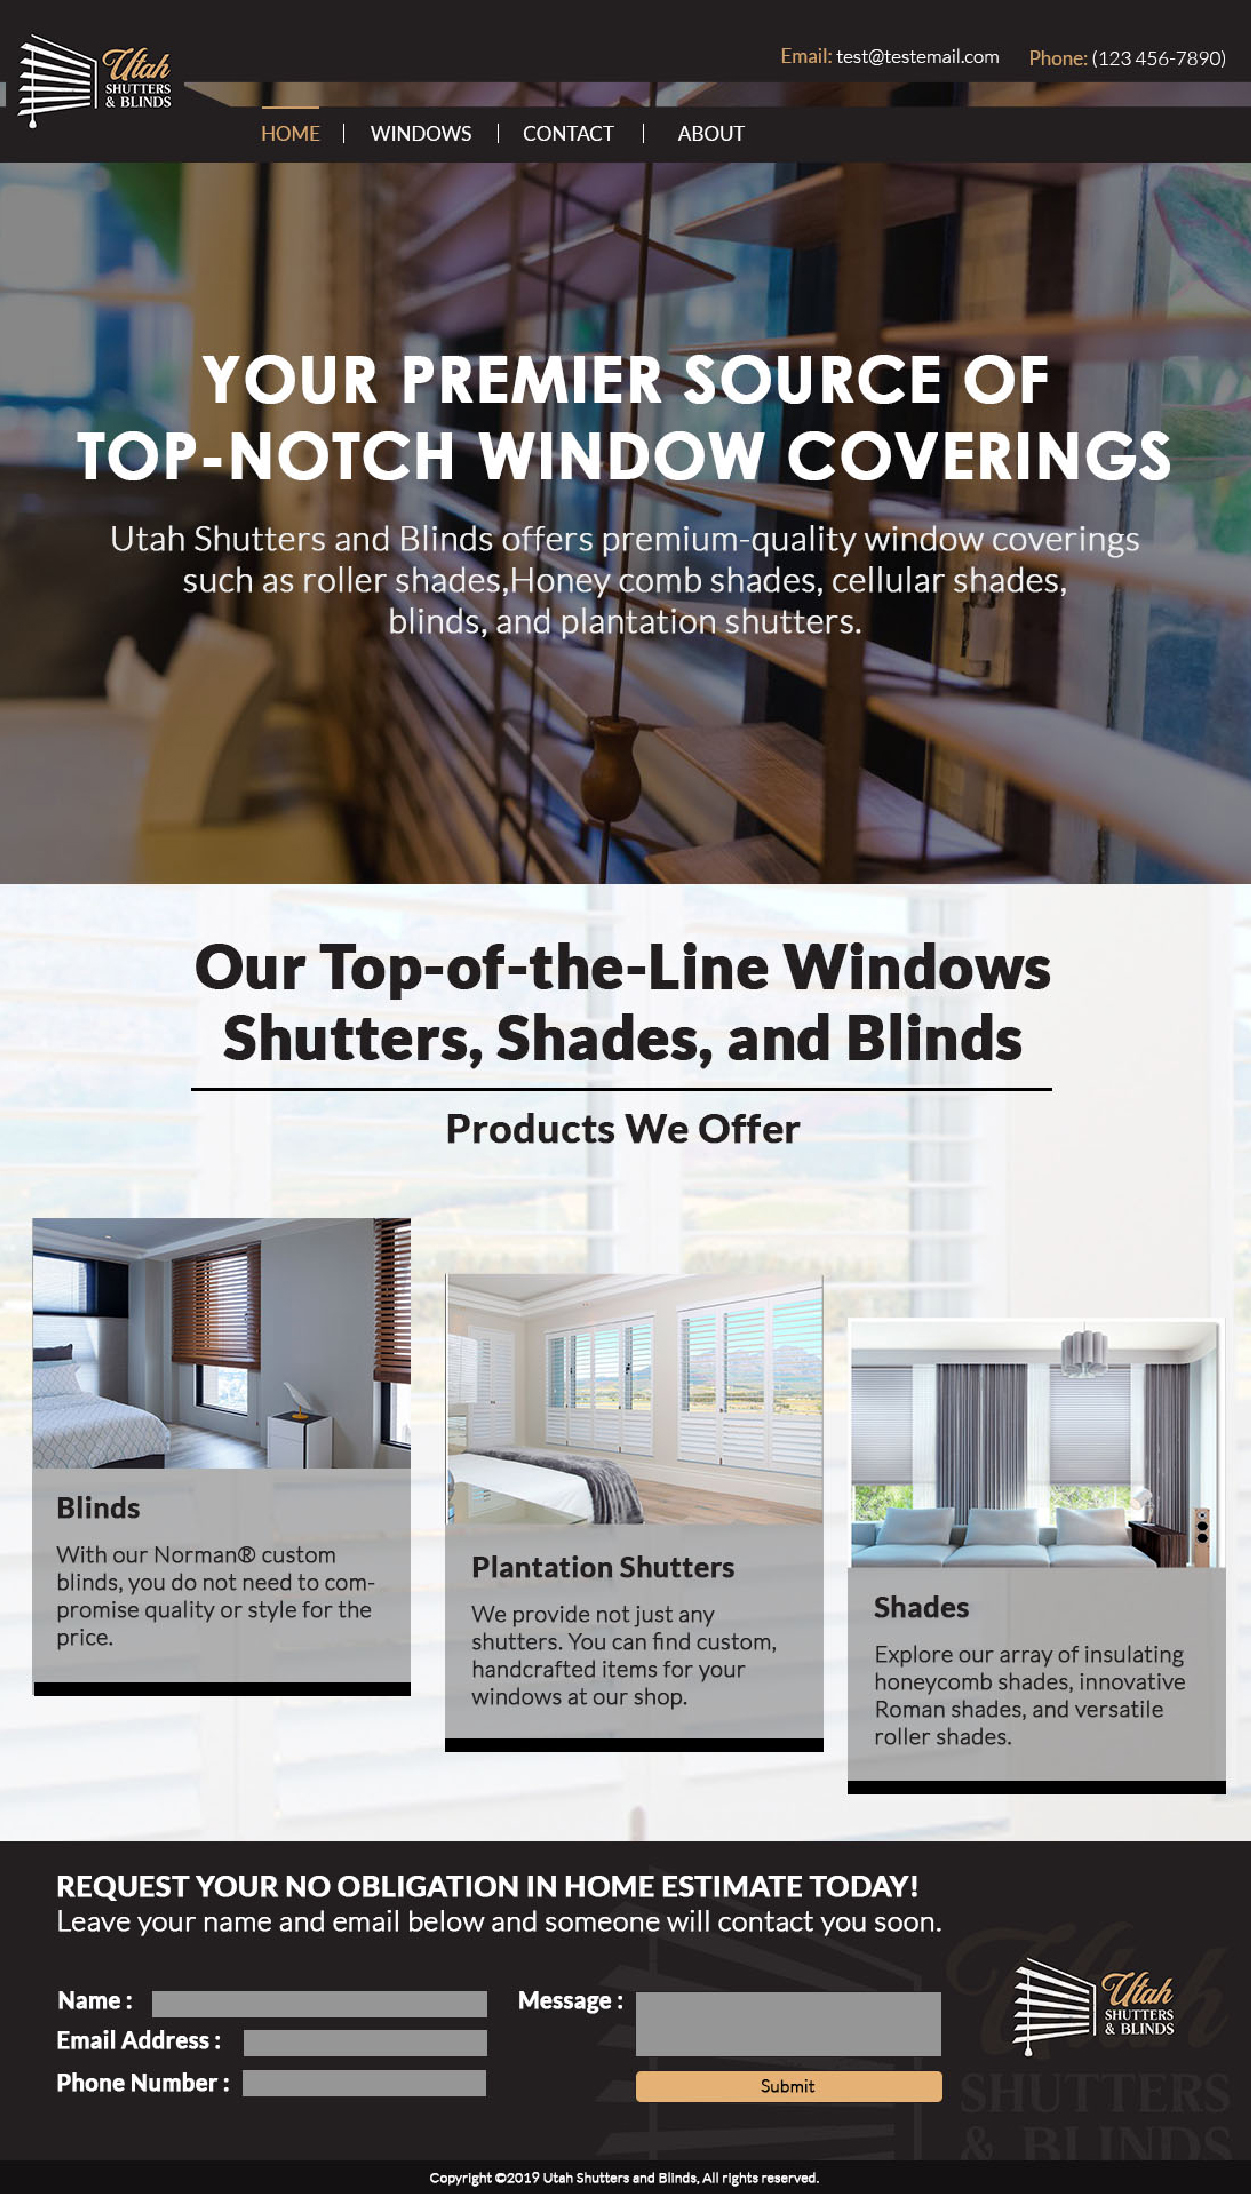 Utah
SHUTTERS
& BLINDS
Email: test@testemail.com
Phone: (123 456-7890)
HOME
WINDOWS
CONTACT
ABOUT
YOUR PREMIER SOURCE OF
TOP-NOTCH WINDOW COVERINGS
Utah Shutters and Blinds offers premium-quality window coverings
such as roller shades,Honey comb shades, cellular shades,
blinds, and plantation shutters.
Our Top-of-the-Line Windows
Shutters, Shades, and Blinds
Products We Offer
Blinds
With our Norman® custom
blinds, you do not need to com-
promise quality or style for the
price.
Plantation Shutters
We provide not just any
shutters. You can find custom,
handcrafted items for your
windows at our shop.
Shades
Explore our array of insulating
honeycomb shades, innovative
Roman shades, and versatile
roller shades.
REQUEST YOUR NO OBLIGATION IN HOME ESTIMATE TODAY!
Leave your name and email below and someone will contact you soon.
Name :
Email Address :
Phone Number :
Message :
Submit
Utah
SHUTTERS
& BLINDS
Utah
SHUTTERS
& BLINDS
Copyright ©2019 Utah Shutters and Blinds, All rights reserved.